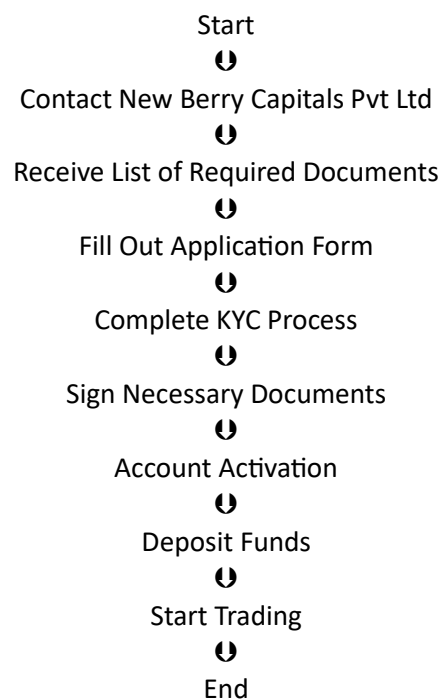 Start
Contact New Berry Capitals Pvt Ltd
Receive List of Required Documents
Fill Out Application Form
Complete KYC Process
Sign Necessary Documents
Account Activation
Deposit Funds
Start Trading
End